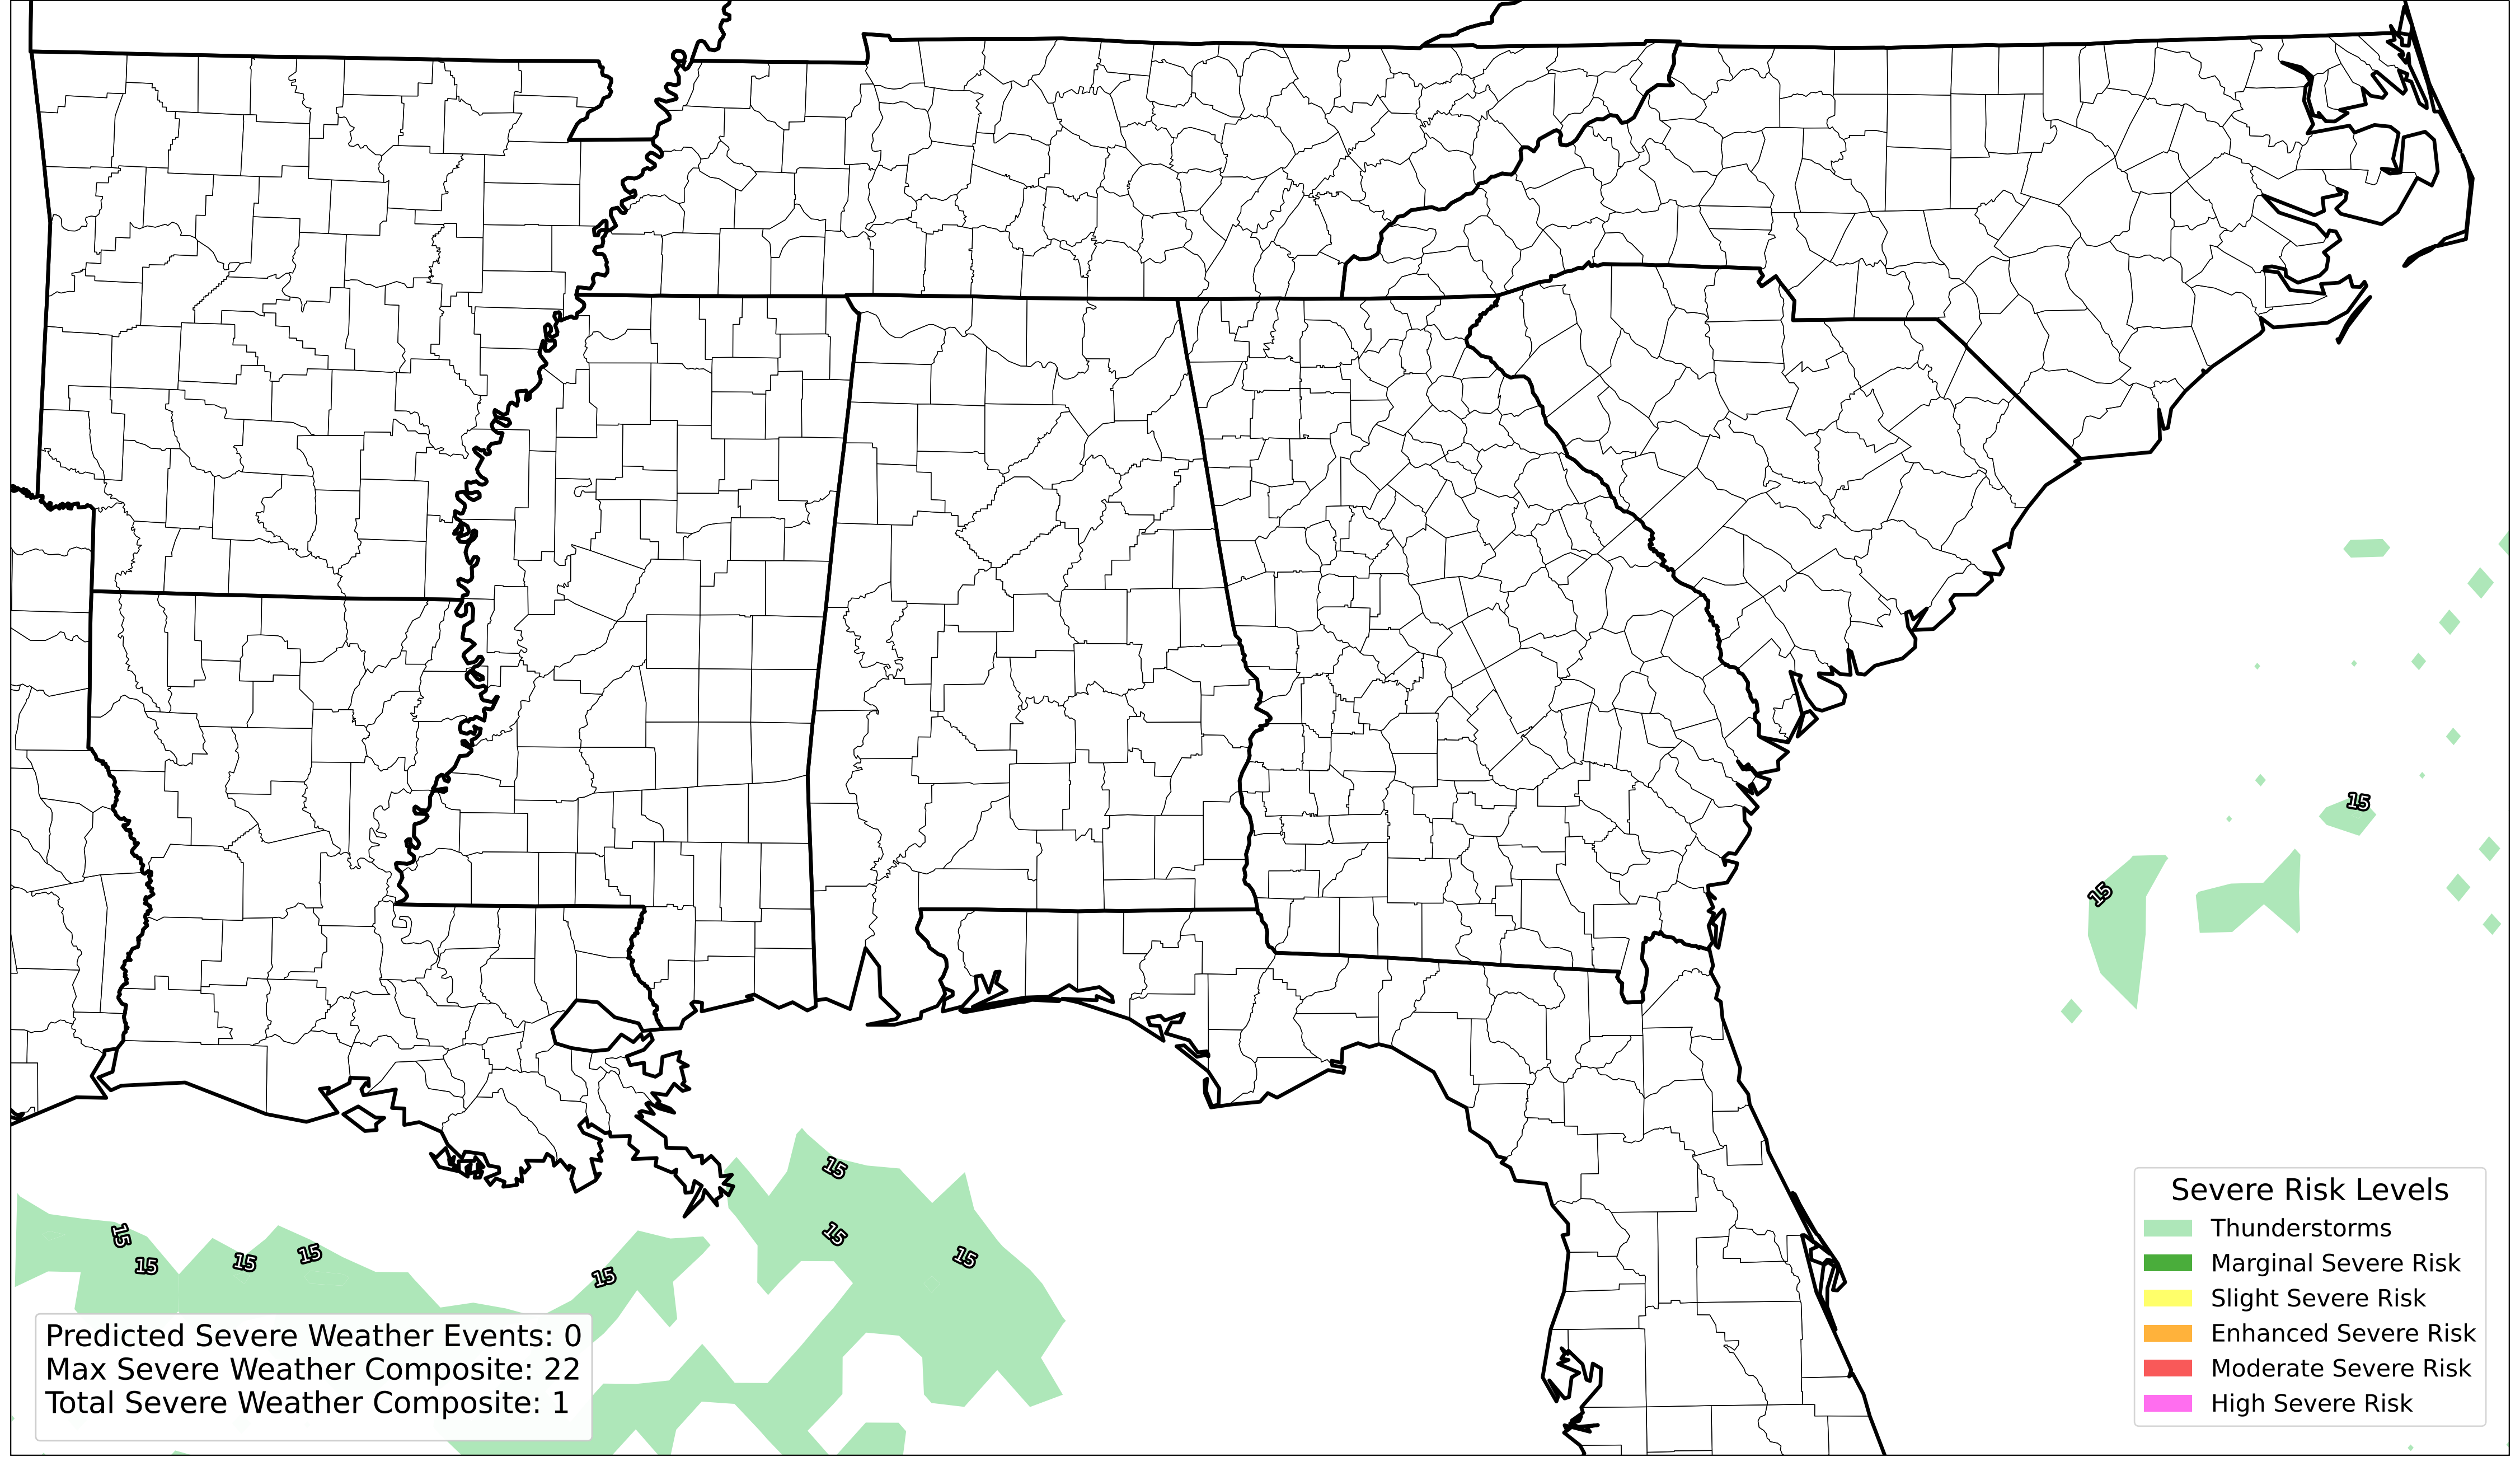 15
15
15
15
15
15
15
15
15
15
Severe Risk Levels
Thunderstorms
Marginal Severe Risk
Slight Severe Risk
Enhanced Severe Risk
Moderate Severe Risk
High Severe Risk
Predicted Severe Weather Events: 0
Max Severe Weather Composite: 22
Total Severe Weather Composite: 1